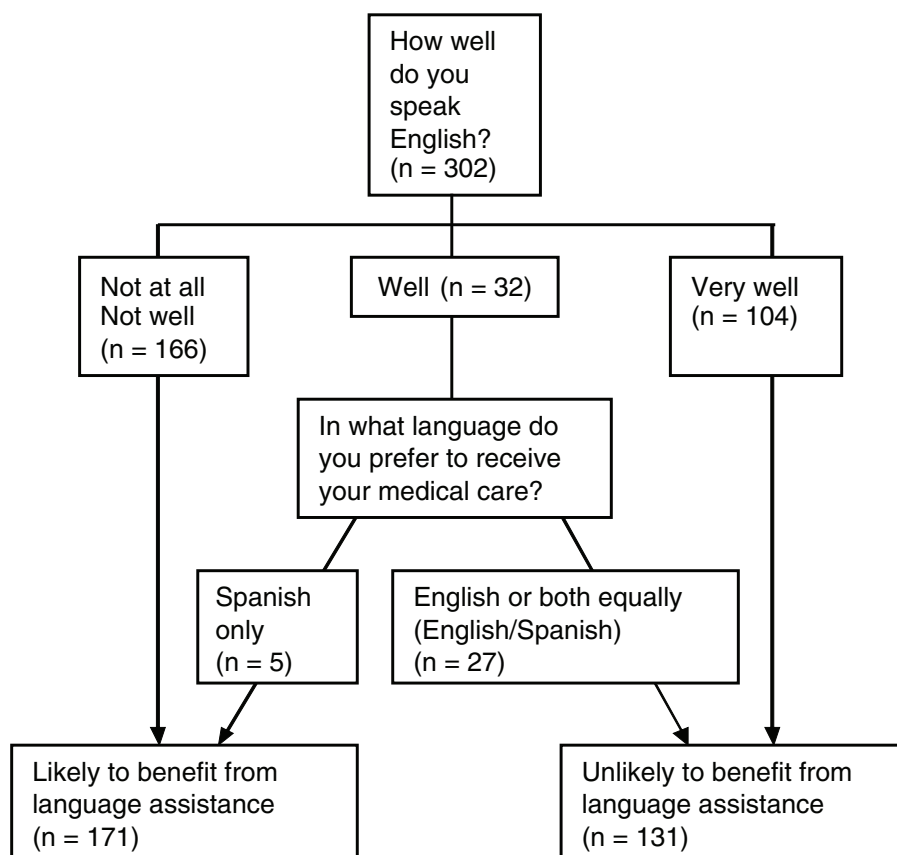 How well
do you
speak
English?
(n = 302)
Not at all
Not well
(n = 166)
Well (n = 32)
Very well
(n = 104)
In what language do
you prefer to receive
your medical care?
Spanish
only
(n = 5)
English or both equally
(English/Spanish)
(n = 27)
Likely to benefit from
language assistance
(n = 171)
Unlikely to benefit from
language assistance
(n = 131)